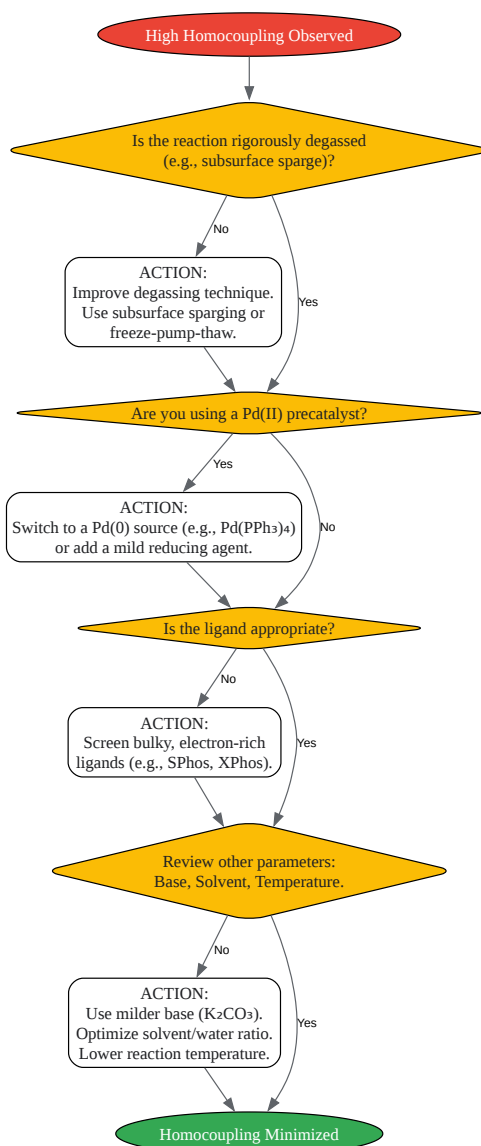 High Homocoupling Observed
Is the reaction rigorously degassed
(e.g., subsurface sparge)?
No
ACTION:
Improve degassing technique.
Use subsurface sparging or
freeze-pump-thaw.
Yes
Are you using a Pd(II) precatalyst?
Yes
ACTION:
Switch to a Pd(0) source (e.g., Pd(PPh₃)₄)
or add a mild reducing agent.
No
Is the ligand appropriate?
No
ACTION:
Screen bulky, electron-rich
ligands (e.g., SPhos, XPhos).
Yes
Review other parameters:
Base, Solvent, Temperature.
No
ACTION:
Use milder base (K₂CO₃).
Optimize solvent/water ratio.
Lower reaction temperature.
Yes
Homocoupling Minimized